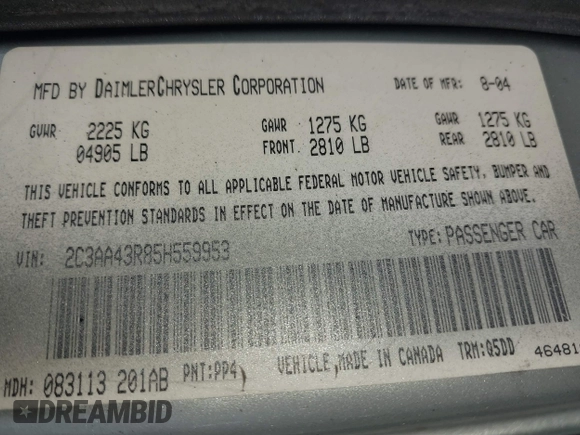 MFD BY DAIMLERCHRYSLER CORPORATION DATE OF MFR: 8-04
GVWR 2225 KG GAWR 1275 KG GAWR 1275 KG
04905 LB FRONT 2810 LB REAR 2810 LB
THIS VEHICLE CONFORMS TO ALL APPLICABLE FEDERAL MOTOR VEHICLE SAFETY, BUMPER AND
THEFT PREVENTION STANDARDS IN EFFECT ON THE DATE OF MANUFACTURE SHOWN ABOVE.
VIN: 2C3AA43R85H559953 TYPE: PASSENGER CAR
MDH: 083113 201AB PNT: PP4 VEHICLE MADE IN CANADA TRM: Q5DD
DREAMBID